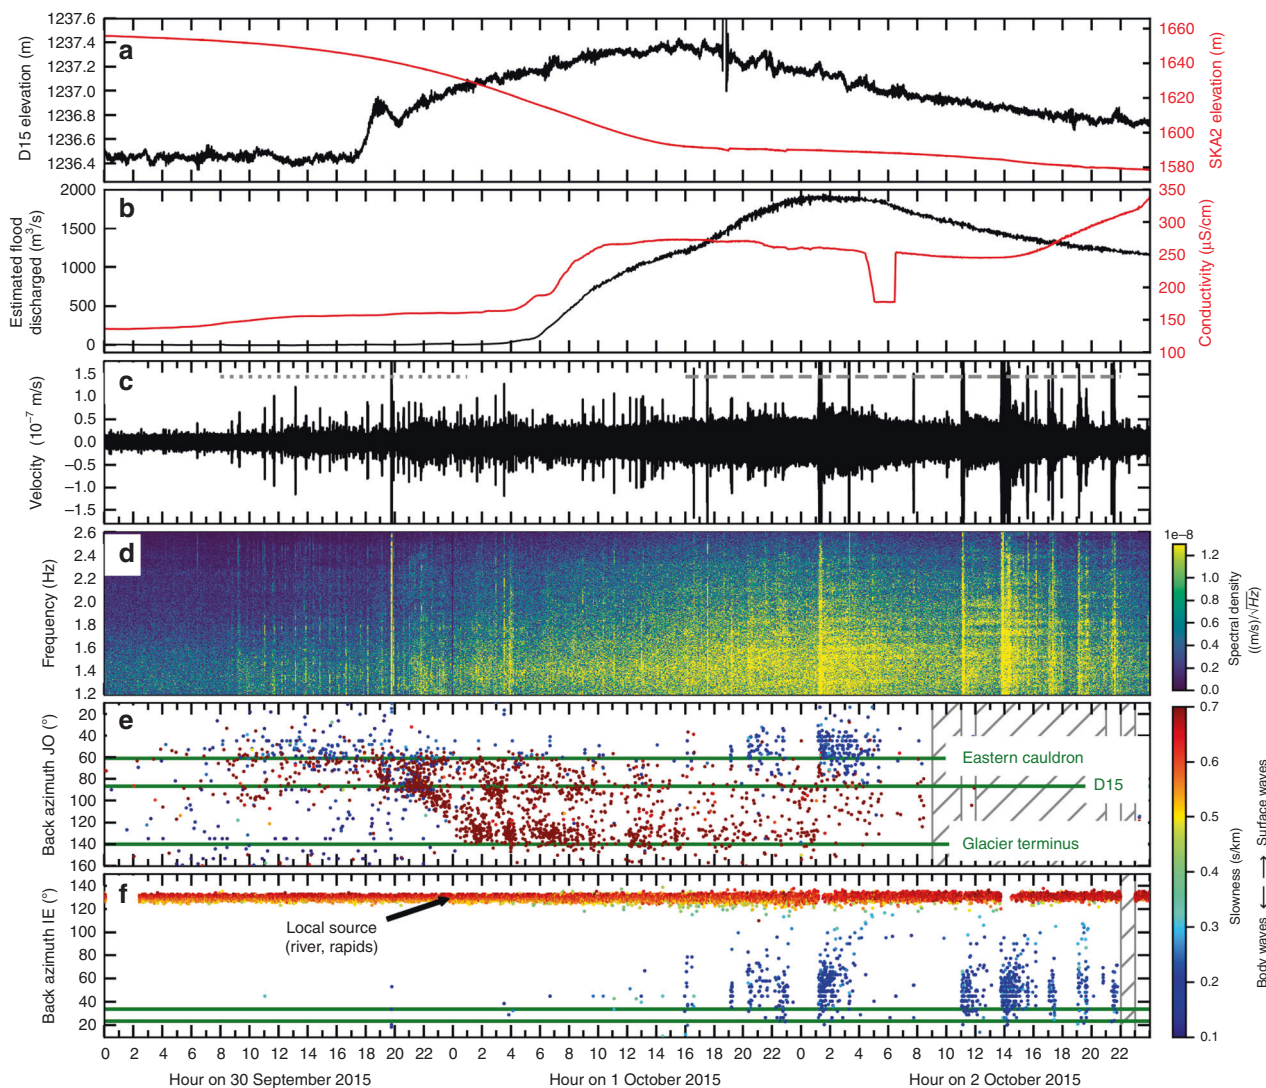 a
D15 elevation (m)
1237.6
1237.4
1237.2
1237.0
1236.8
1236.6
1236.4
1660
1640
1620
1600
1580
SKA2 elevation (m)
b
Estimated flood
discharged (m³/s)
2000
1500
1000
500
0
350
300
250
200
150
100
Conductivity (µS/cm)
c
Velocity (10⁻⁷ m/s)
1.5
1.0
0.5
0.0
−0.5
−1.0
−1.5
d
Frequency (Hz)
2.6
2.4
2.2
2.0
1.8
1.6
1.4
1.2
1e–8
1.2
1.0
0.8
0.6
0.4
0.2
0.0
Spectral density
((m/s)/√Hz)
e
Back azimuth JO (°)
20
40
60
80
100
120
140
160
Eastern cauldron
D15
Glacier terminus
f
Back azimuth IE (°)
140
120
100
80
60
40
20
Local source
(river, rapids)
0.7
0.6
0.5
0.4
0.3
0.2
0.1
Slowness (s/km)
Body waves ← → Surface waves
0 2 4 6 8 10 12 14 16 18 20 22 0 2 4 6 8 10 12 14 16 18 20 22 0 2 4 6 8 10 12 14 16 18 20 22
Hour on 30 September 2015
Hour on 1 October 2015
Hour on 2 October 2015